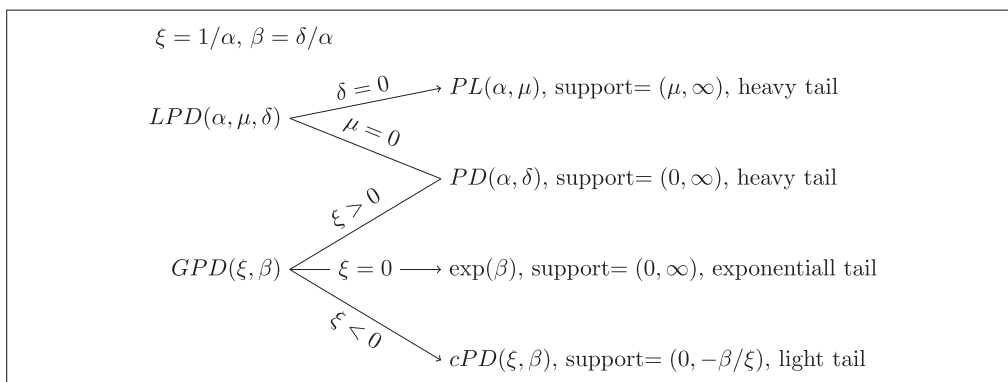 ξ = 1/α, β = δ/α
δ = 0
PL(α, μ), support= (μ, ∞), heavy tail
LPD(α, μ, δ)
μ = 0
PD(α, δ), support= (0, ∞), heavy tail
ξ > 0
GPD(ξ, β)
ξ = 0
exp(β), support= (0, ∞), exponentiall tail
ξ < 0
cPD(ξ, β), support= (0, −β/ξ), light tail